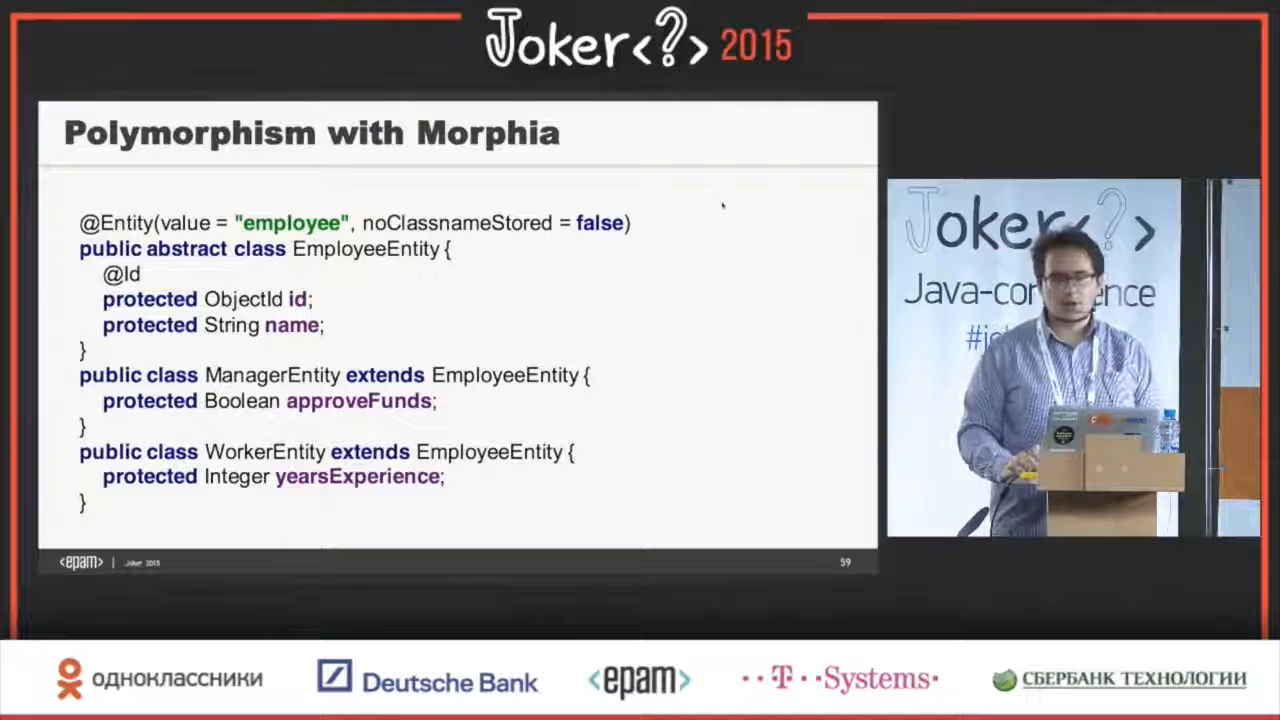 Joker<?> 2015
Polymorphism with Morphia
@Entity(value = "employee", noClassnameStored = false)
public abstract class EmployeeEntity {
@Id
protected ObjectId id;
protected String name;
}
public class ManagerEntity extends EmployeeEntity {
protected Boolean approveFunds;
}
public class WorkerEntity extends EmployeeEntity {
protected Integer yearsExperience;
}
<epam> | Joker 2015
59
Joker<?>
одноклассники
Deutsche Bank
<epam>
··T··Systems·
СБЕРБАНК ТЕХНОЛОГИИ